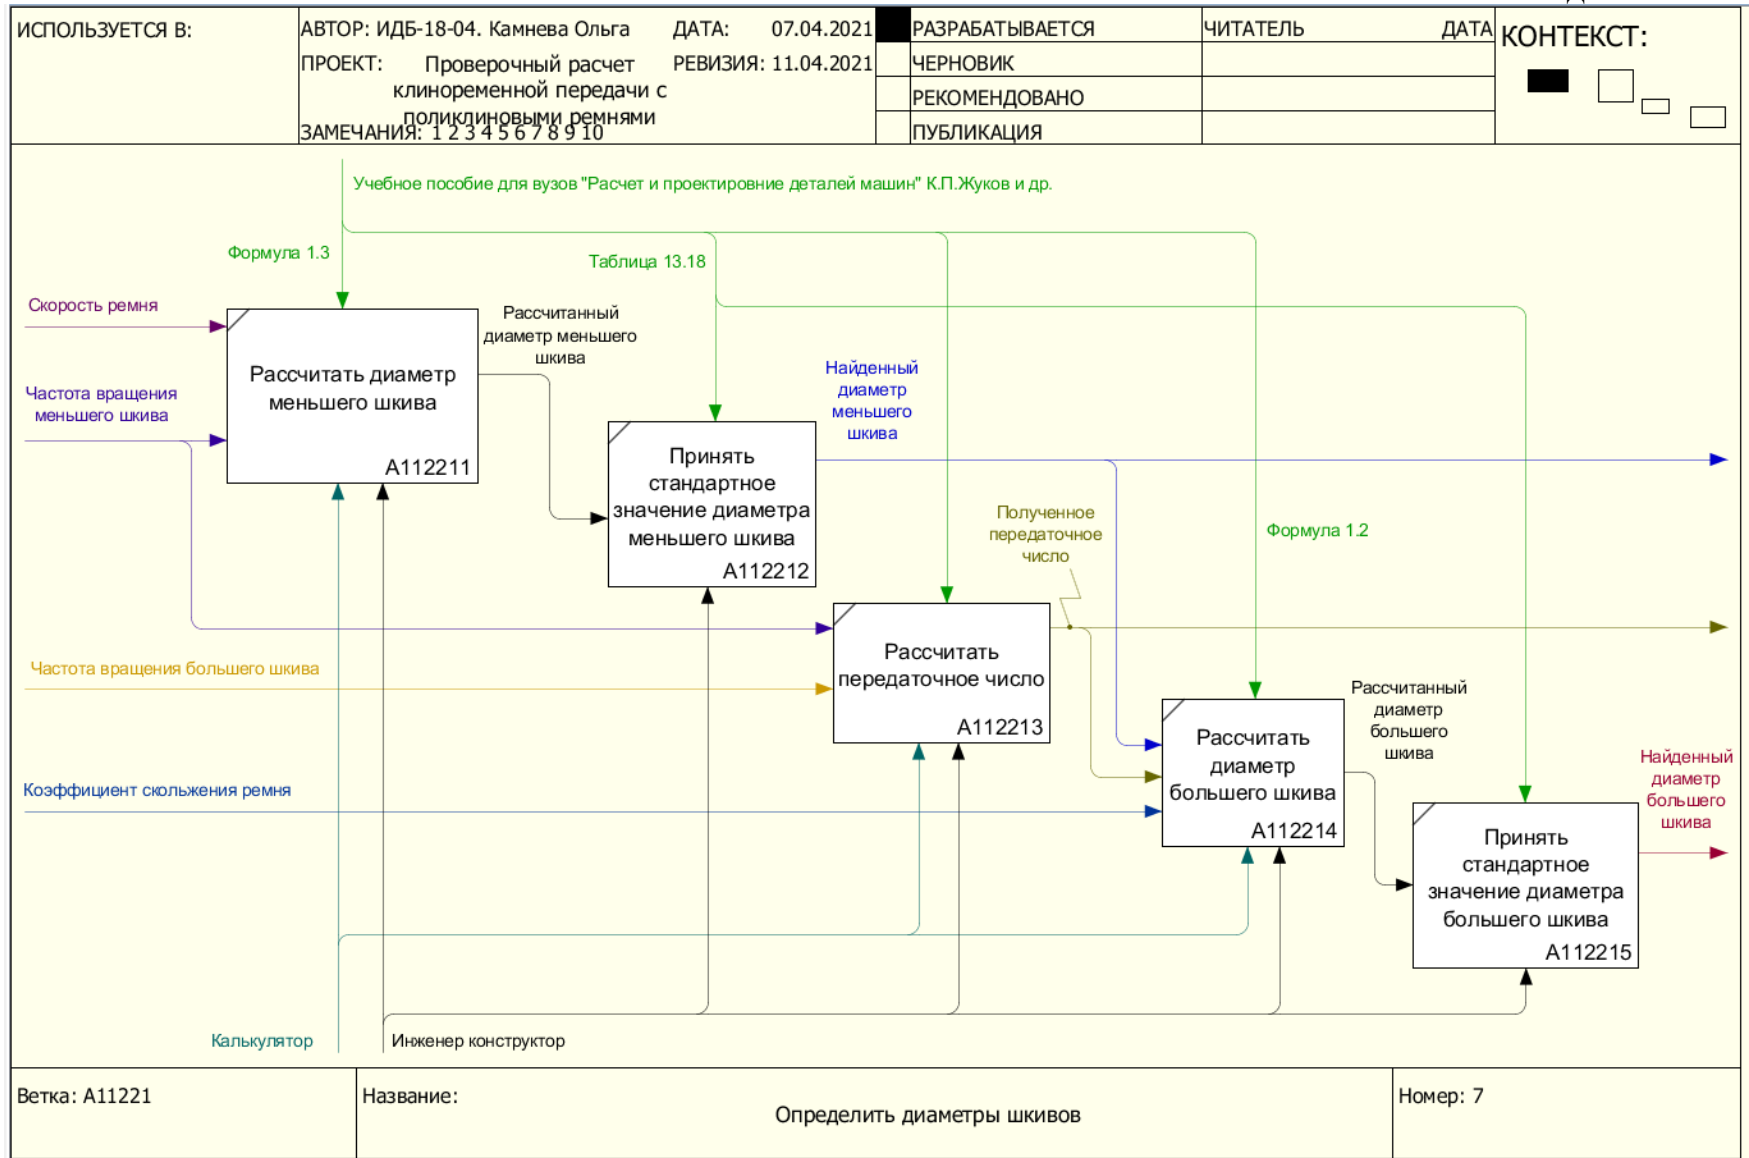 ИСПОЛЬЗУЕТСЯ В:
АВТОР: ИДБ-18-04. Камнева Ольга
ДАТА: 07.04.2021
ПРОЕКТ: Проверочный расчет
клиноременной передачи с
поликлиновыми ремнями
РЕВИЗИЯ: 11.04.2021
ЗАМЕЧАНИЯ: 1 2 3 4 5 6 7 8 9 10
РАЗРАБАТЫВАЕТСЯ
ЧЕРНОВИК
РЕКОМЕНДОВАНО
ПУБЛИКАЦИЯ
ЧИТАТЕЛЬ ДАТА
КОНТЕКСТ:
Учебное пособие для вузов "Расчет и проектировние деталей машин" К.П.Жуков и др.
Формула 1.3
Таблица 13.18
Скорость ремня
Рассчитанный
диаметр меньшего
шкива
Частота вращения
меньшего шкива
Рассчитать диаметр
меньшего шкива
A112211
Найденный
диаметр
меньшего
шкива
Принять
стандартное
значение диаметра
меньшего шкива
A112212
Полученное
передаточное
число
Формула 1.2
Частота вращения большего шкива
Рассчитать
передаточное число
A112213
Рассчитанный
диаметр
большего
шкива
Коэффициент скольжения ремня
Рассчитать
диаметр
большего шкива
A112214
Найденный
диаметр
большего
шкива
Принять
стандартное
значение диаметра
большего шкива
A112215
Калькулятор
Инженер конструктор
Ветка: A11221
Название:
Определить диаметры шкивов
Номер: 7